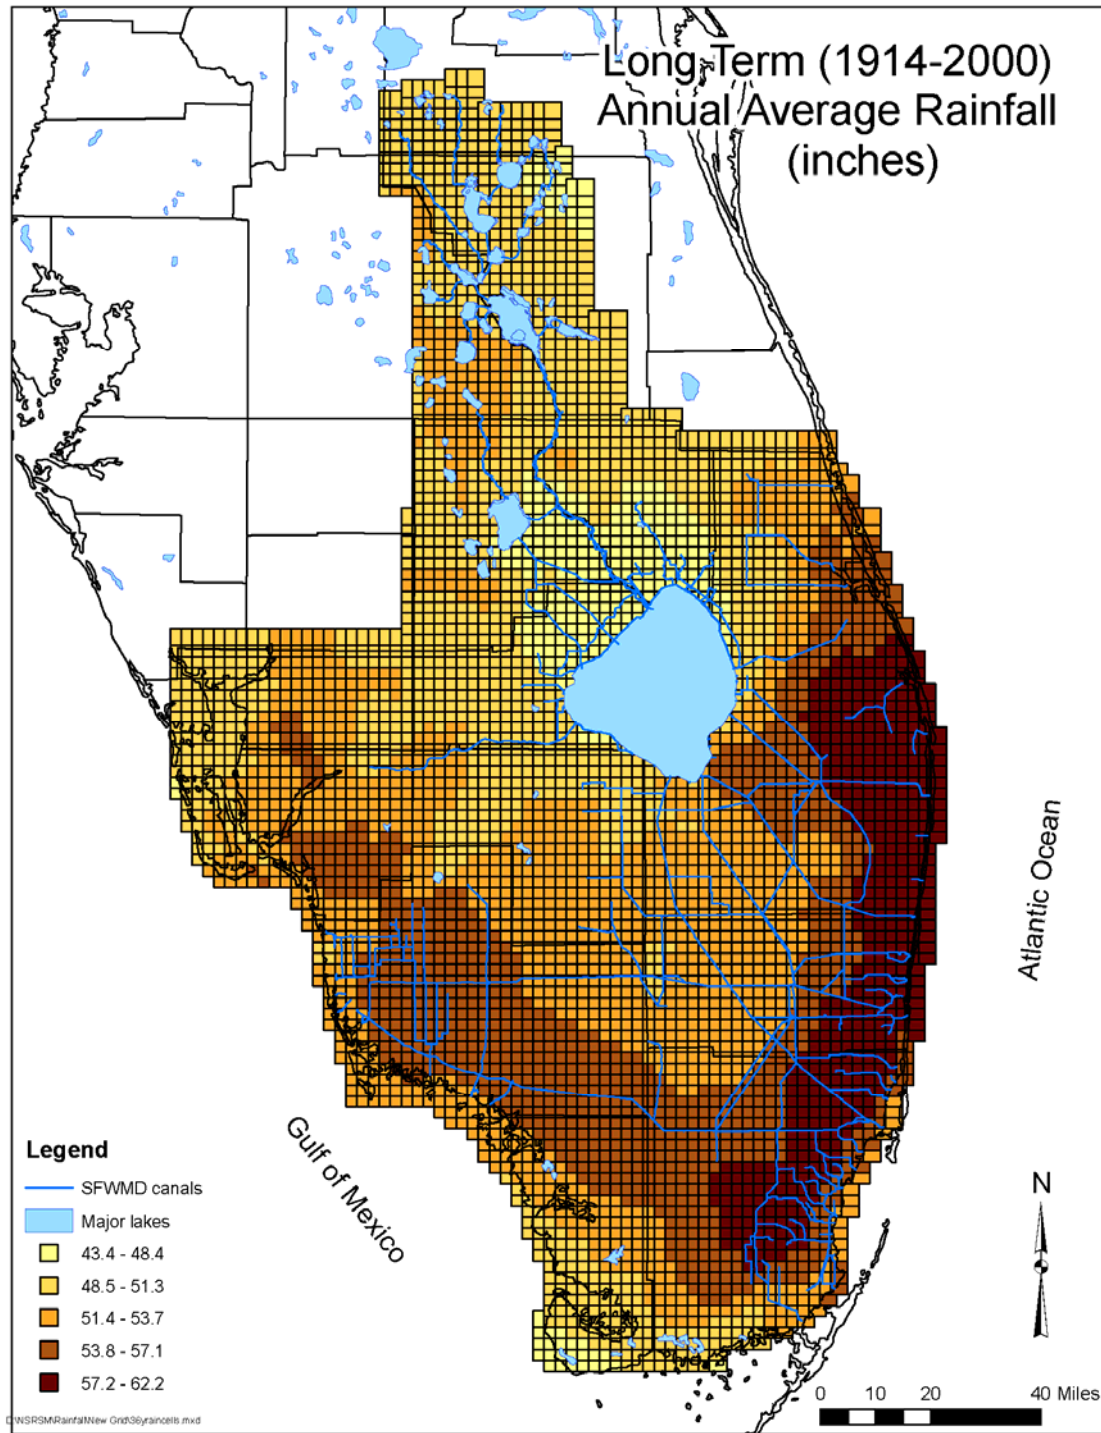 Long Term (1914-2000)
Annual Average Rainfall
(inches)
Atlantic Ocean
Gulf of Mexico
Legend
SFWMD canals
Major lakes
43.4 - 48.4
48.5 - 51.3
51.4 - 53.7
53.8 - 57.1
57.2 - 62.2
N
0 10 20 40 Miles